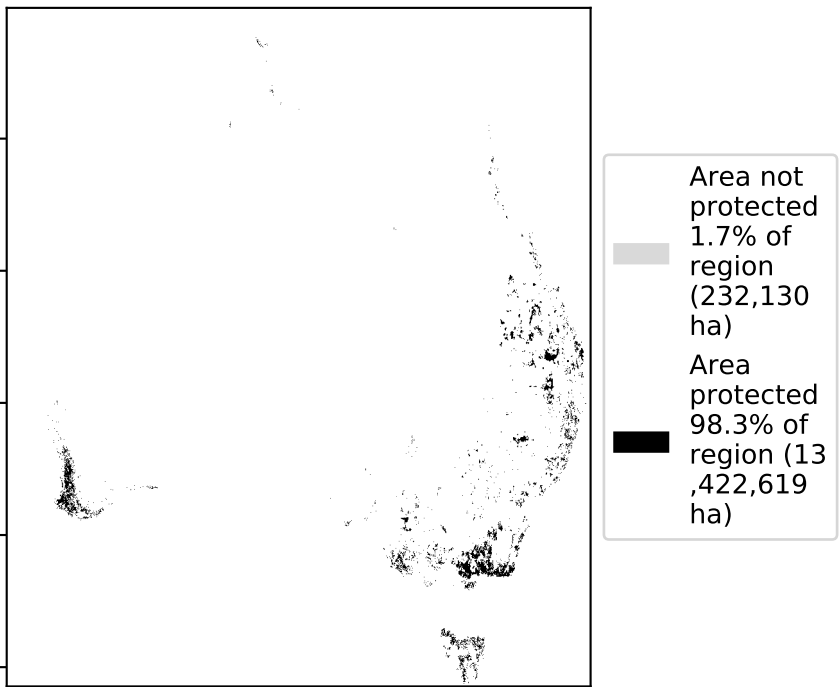 Area not
protected
1.7% of
region
(232,130
ha)
Area
protected
98.3% of
region (13
,422,619
ha)